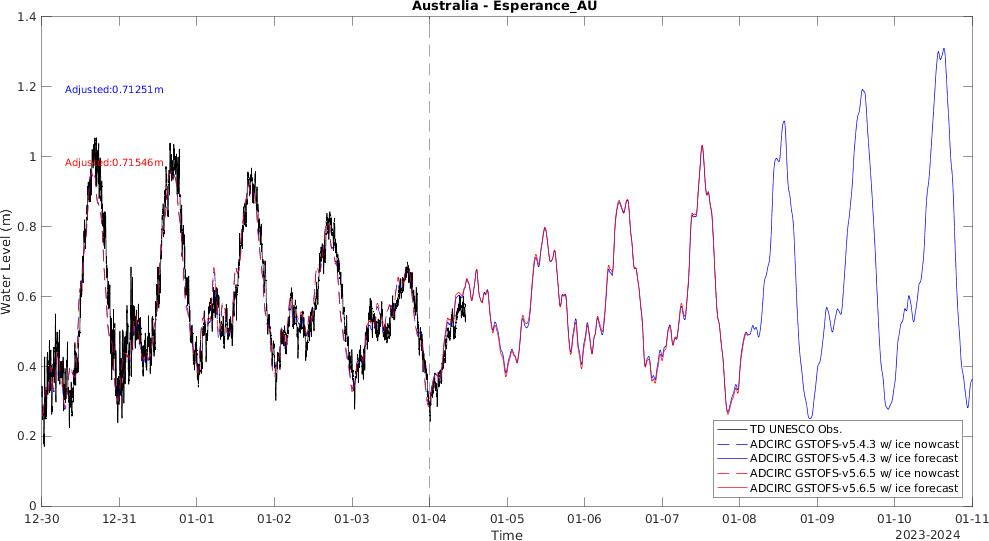 Australia - Esperance_AU
1.4
1.2
1
0.8
0.6
0.4
0.2
0
Water Level (m)
Adjusted:0.71251m
Adjusted:0.71546m
TD UNESCO Obs.
ADCIRC GSTOFS-v5.4.3 w/ ice nowcast
ADCIRC GSTOFS-v5.4.3 w/ ice forecast
ADCIRC GSTOFS-v5.6.5 w/ ice nowcast
ADCIRC GSTOFS-v5.6.5 w/ ice forecast
12-30 12-31 01-01 01-02 01-03 01-04 01-05 01-06 01-07 01-08 01-09 01-10 01-11
Time
2023-2024